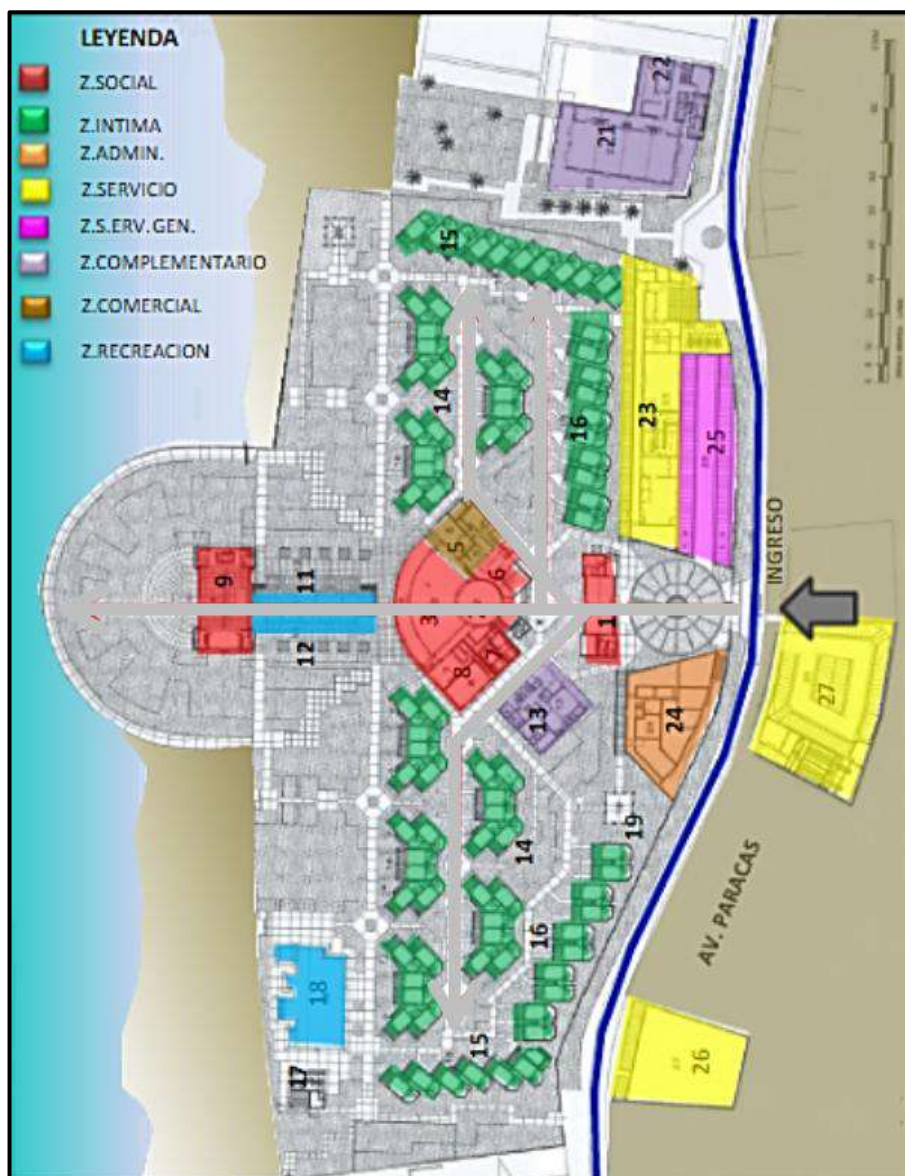 LEYENDA
Z.SOCIAL
Z.INTIMA
Z.ADMIN.
Z.SERVICIO
Z.S.ERV.GEN.
Z.COMPLEMENTARIO
Z.COMERCIAL
Z.RECREACION
22
21
15
14
16
23
25
5
6
INGRESO
9
11
3
1
12
8
7
13
24
27
14
19
16
AV. PARACAS
18
17
15
26